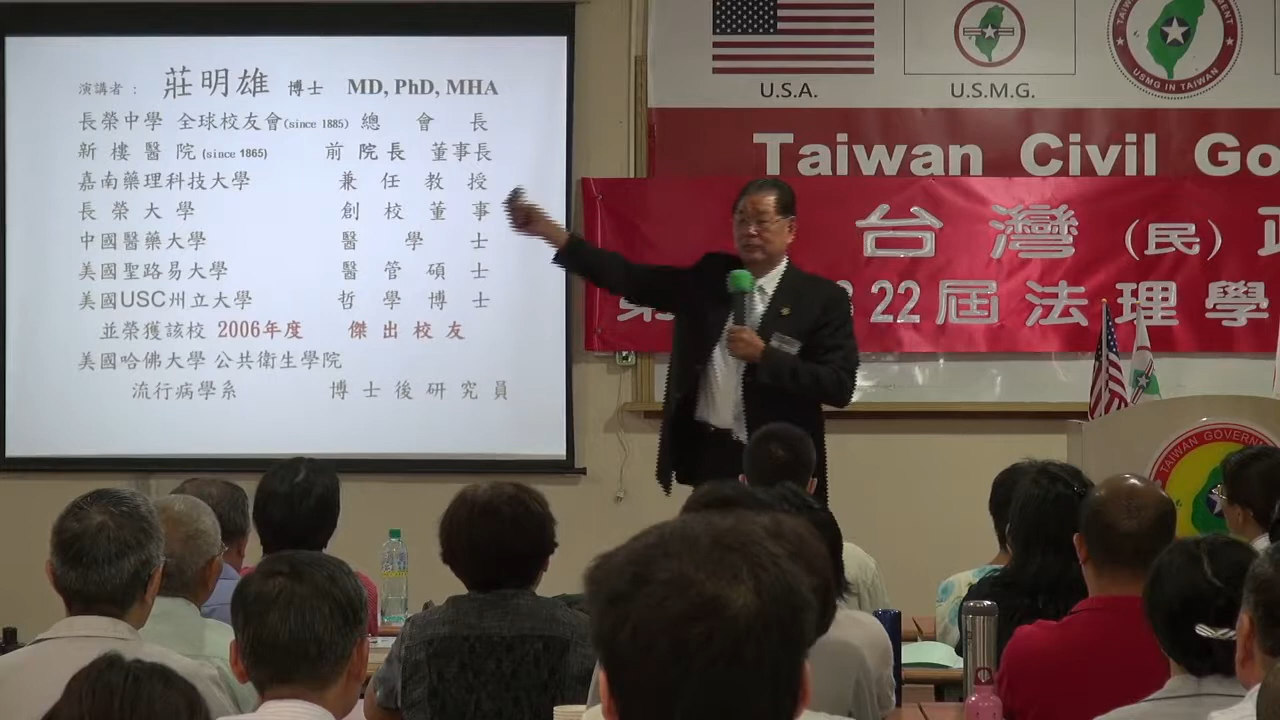 演講者： 莊明雄 博士 MD, PhD, MHA
長榮中學 全球校友會(since 1885) 總會長
新樓醫院 (since 1865) 前院長 董事長
嘉南藥理科技大學 兼任教授
長榮大學 創校董事
中國醫藥大學 醫學士
美國聖路易大學 醫管碩士
美國USC州立大學 哲學博士
並榮獲該校 2006年度 傑出校友
美國哈佛大學 公共衛生學院
流行病學系 博士後研究員
U.S.A.
U.S.M.G.
USMG IN TAIWAN
Taiwan Civil Go
台灣（民）政
第 22屆法理學
TAIWAN GOVERN